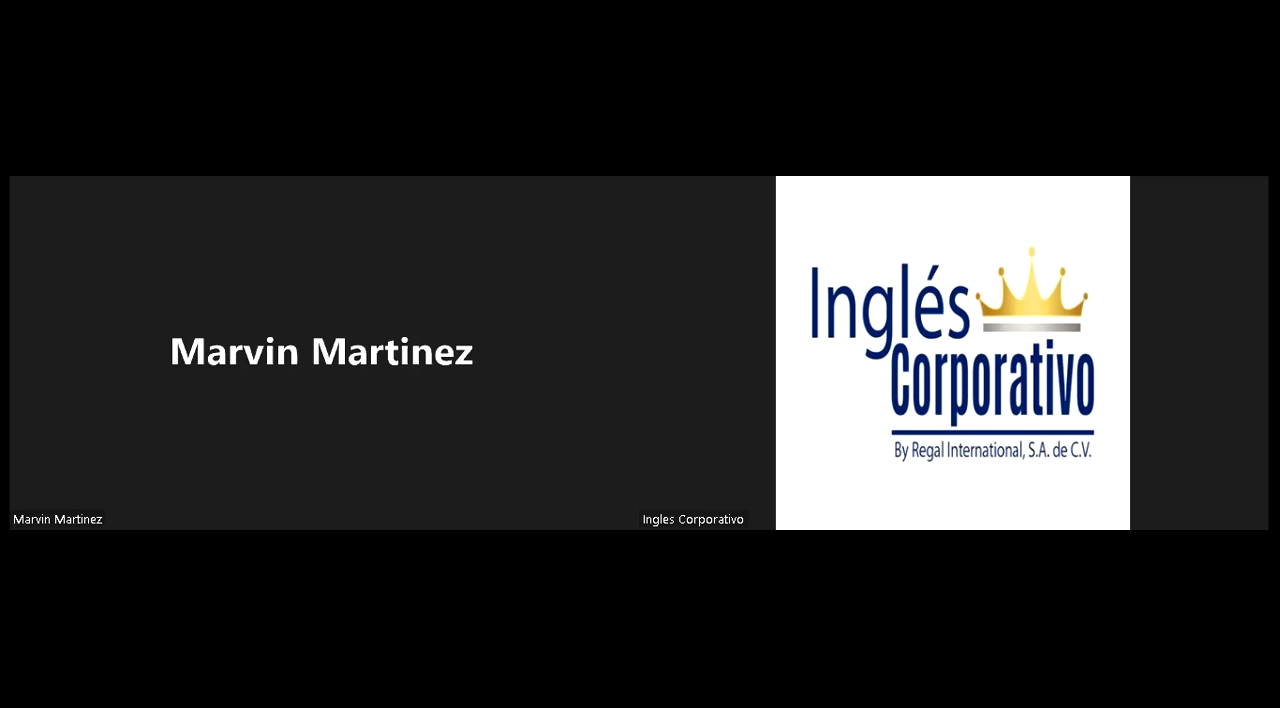 Marvin Martinez
Marvin Martinez
Inglés
Corporativo
By Regal International, S.A. de C.V.
Ingles Corporativo